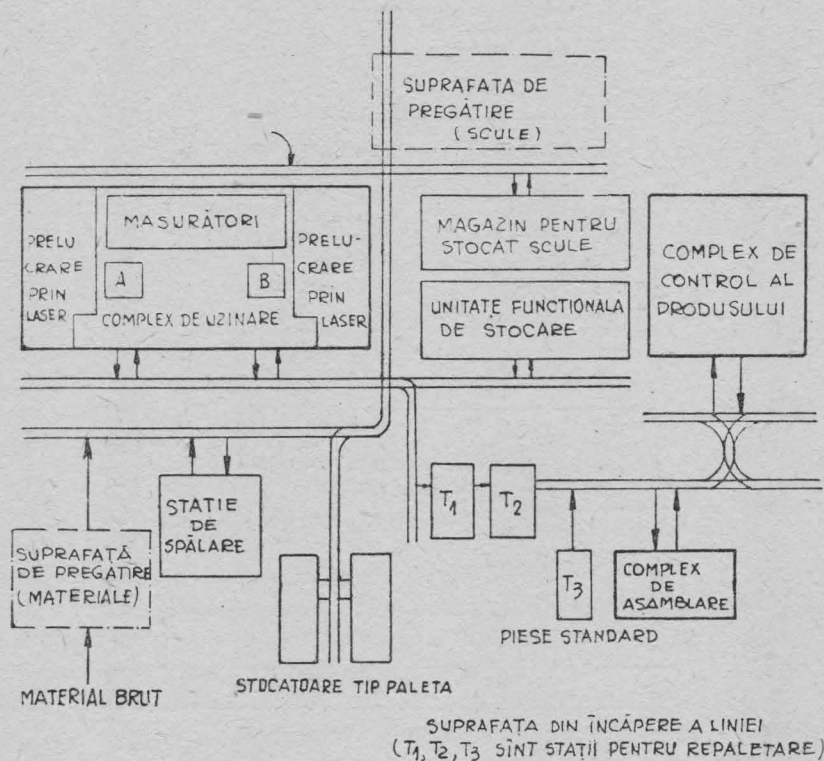 SUPRAFAȚA DE
PREGĂTIRE
(SCULE)
MASURĂTORI
PRELU
CRARE
PRIN
LASER
A
B
COMPLEX DE UZINARE
PRELU-
CRARE
PRIN
LASER
MAGAZIN PENTRU
STOCAT SCULE
UNITATE FUNCTIONALA
DE STOCARE
COMPLEX DE
CONTROL AL
PRODUSULUI
STATIE
DE
SPĂLARE
T1
T2
SUPRAFAȚĂ
DE PREGĂTIRE
(MATERIALE)
T3
COMPLEX
DE
ASAMBLARE
PIESE STANDARD
MATERIAL BRUT
STOCATOARE TIP PALETA
SUPRAFAȚA DIN ÎNCĂPERE A LINIEI
(T1, T2, T3 SÎNT STAȚII PENTRU REPALETARE)